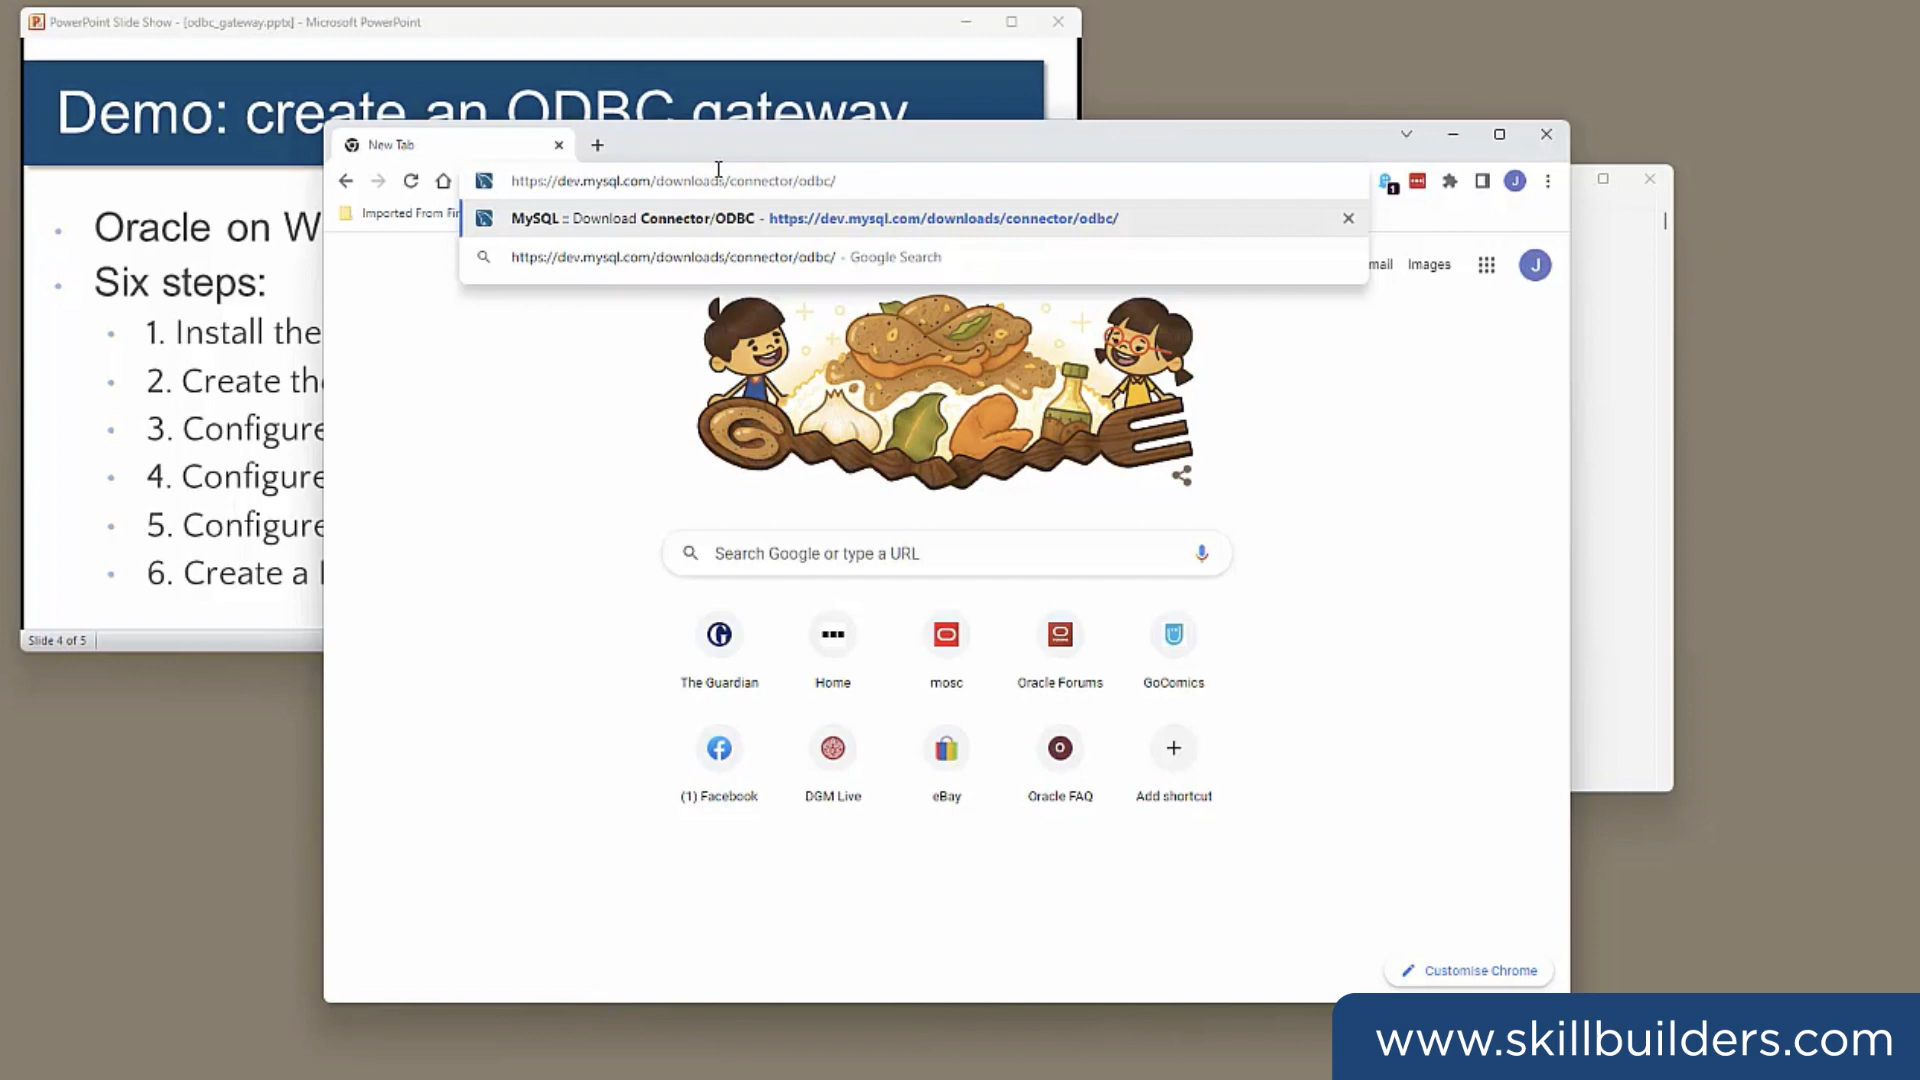 PowerPoint Slide Show - [odbc_gateway.pptx] - Microsoft PowerPoint
Demo: create an ODBC gateway
Oracle on W
Six steps:
1. Install the
2. Create th
3. Configure
4. Configure
5. Configure
6. Create a
Slide 4 of 5
New Tab
https://dev.mysql.com/downloads/connector/odbc/
Imported From Fir
MySQL :: Download Connector/ODBC - https://dev.mysql.com/downloads/connector/odbc/
https://dev.mysql.com/downloads/connector/odbc/ - Google Search
1
J
mail Images J
Search Google or type a URL
The Guardian Home mosc Oracle Forums GoComics
(1) Facebook DGM Live eBay Oracle FAQ Add shortcut
Customise Chrome
www.skillbuilders.com